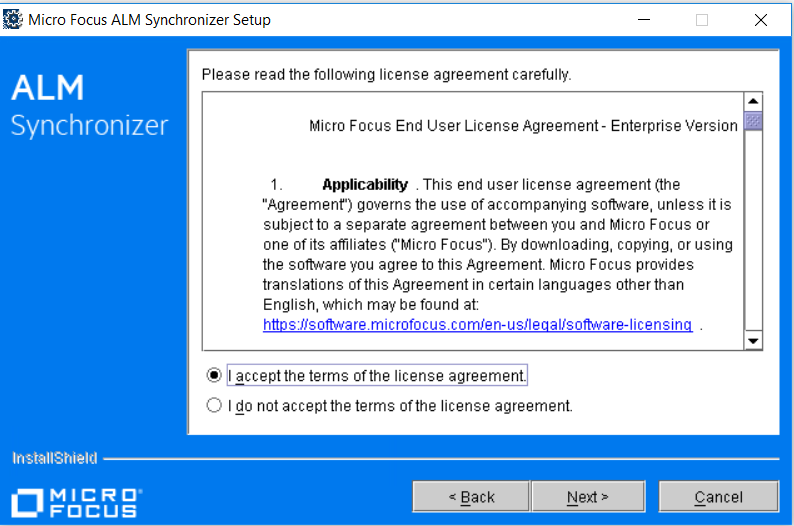 Micro Focus ALM Synchronizer Setup
ALM
Synchronizer
Please read the following license agreement carefully.
Micro Focus End User License Agreement - Enterprise Version
1. Applicability . This end user license agreement (the
"Agreement") governs the use of accompanying software, unless it is
subject to a separate agreement between you and Micro Focus or
one of its affiliates ("Micro Focus"). By downloading, copying, or using
the software you agree to this Agreement. Micro Focus provides
translations of this Agreement in certain languages other than
English, which may be found at:
https://software.microfocus.com/en-us/legal/software-licensing .
I accept the terms of the license agreement.
I do not accept the terms of the license agreement.
InstallShield
MICRO
FOCUS
< Back
Next >
Cancel